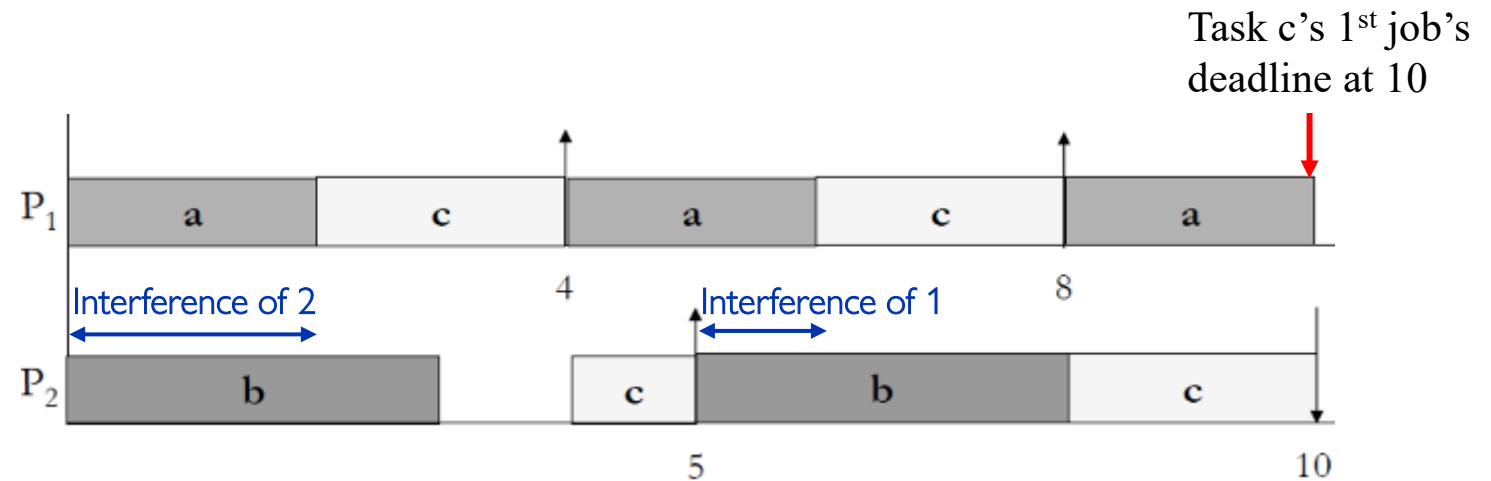 Task c's 1st job's
deadline at 10
P1 a c a c a
4 8
Interference of 2 Interference of 1
P2 b c b c
5 10